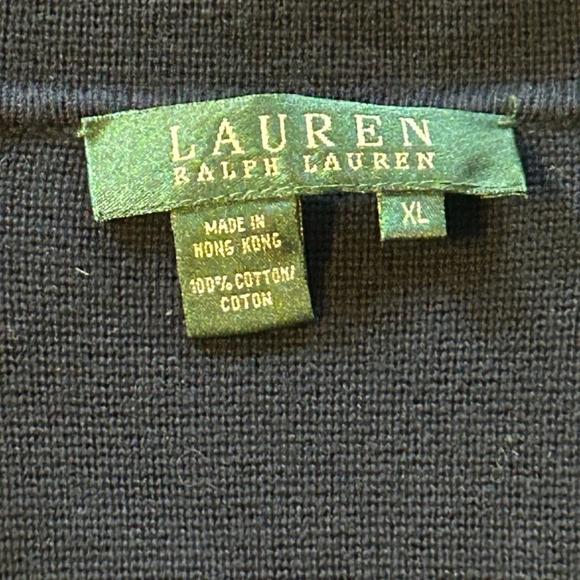 LAUREN
RALPH LAUREN
XL
MADE IN
HONG KONG
100% COTTON/
COTON